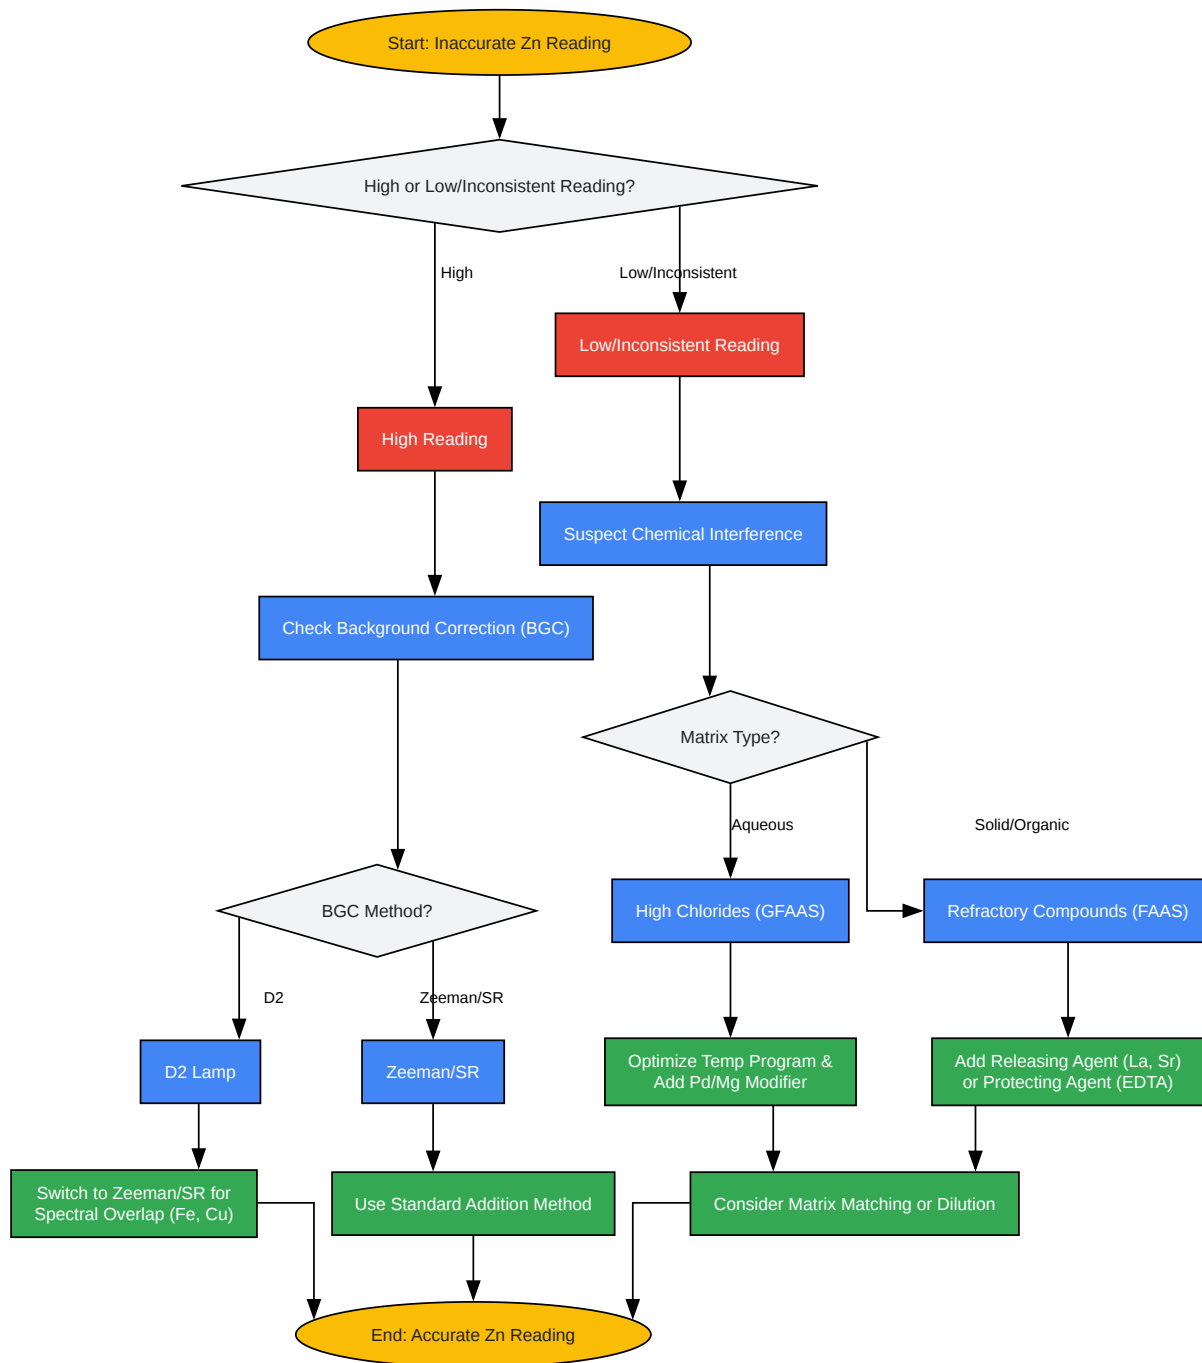 Start: Inaccurate Zn Reading
High or Low/Inconsistent Reading?
High
Low/Inconsistent
Low/Inconsistent Reading
High Reading
Suspect Chemical Interference
Check Background Correction (BGC)
Matrix Type?
Aqueous
Solid/Organic
BGC Method?
High Chlorides (GFAAS)
Refractory Compounds (FAAS)
D2
Zeeman/SR
D2 Lamp
Zeeman/SR
Optimize Temp Program &
Add Pd/Mg Modifier
Add Releasing Agent (La, Sr)
or Protecting Agent (EDTA)
Switch to Zeeman/SR for
Spectral Overlap (Fe, Cu)
Use Standard Addition Method
Consider Matrix Matching or Dilution
End: Accurate Zn Reading